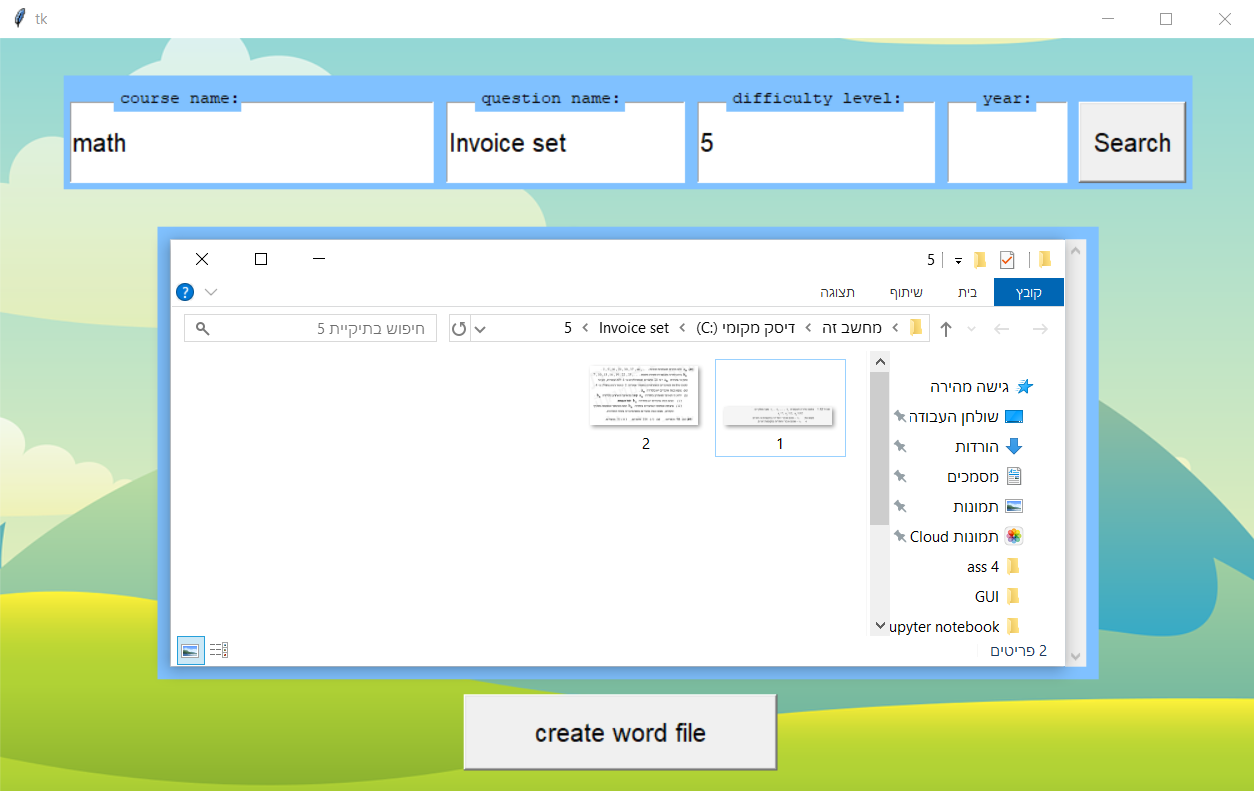 tk
course name:
question name:
difficulty level:
year:
math
Invoice set
5
Search
5
קובץ
בית
שיתוף
תצוגה
מחשב זה
דיסק מקומי (C:)
Invoice set
5
חיפוש בתיקיית 5
גישה מהירה
שולחן העבודה
הורדות
מסמכים
תמונות
תמונות Cloud
ass 4
GUI
upyter notebook
1
2
2 פריטים
create word file